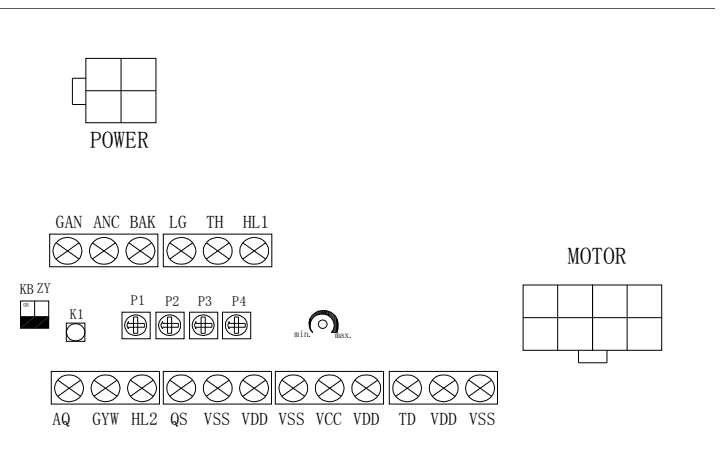 POWER
GAN ANC BAK LG TH HL1
MOTOR
KB ZY
ON
K1
P1 P2 P3 P4
min. max.
AQ GYW HL2 QS VSS VDD VSS VCC VDD TD VDD VSS